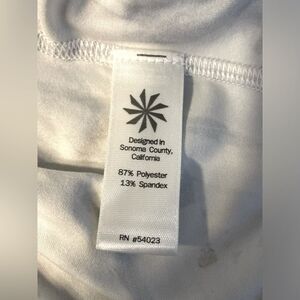 Designed in
Sonoma County,
California
87% Polyester
13% Spandex
RN #54023